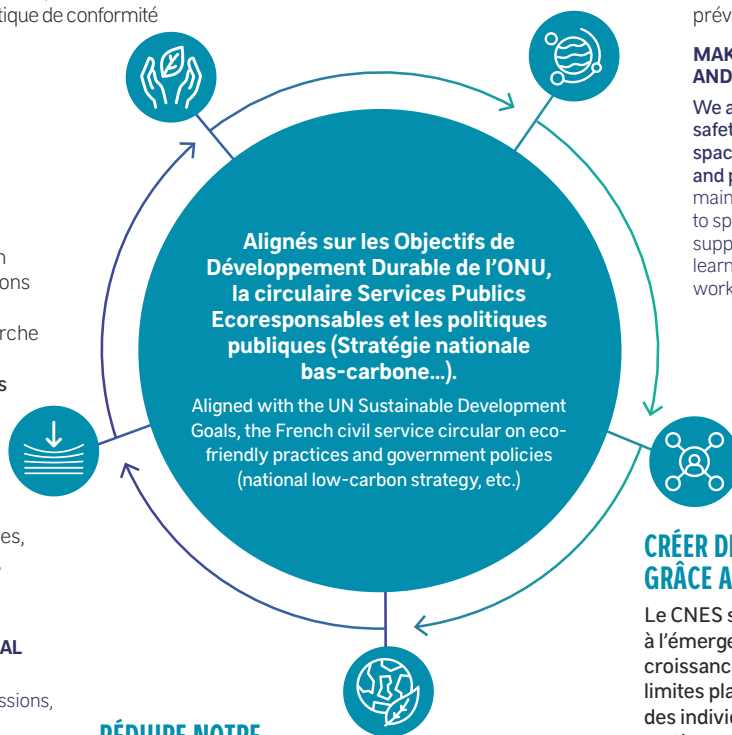 tique de conformité
prév
MAK
AND
We a
safet
spac
and p
main
to sp
supp
learn
work
n
ons
rche
s
es,
AL
ssions,
Alignés sur les Objectifs de
Développement Durable de l’ONU,
la circulaire Services Publics
Ecoresponsables et les politiques
publiques (Stratégie nationale
bas-carbone…).
Aligned with the UN Sustainable Development
Goals, the French civil service circular on eco-
friendly practices and government policies
(national low-carbon strategy, etc.)
CRÉER DE
GRÂCE A
Le CNES s
à l’émerge
croissanc
limites pla
des individ
RÉDUIRE NOTRE